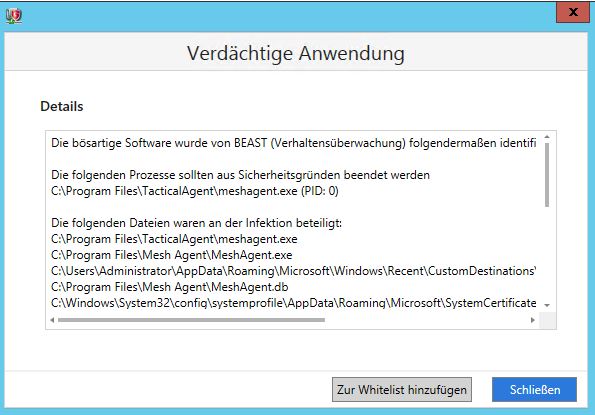 Verdächtige Anwendung
Details
Die bösartige Software wurde von BEAST (Verhaltensüberwachung) folgendermaßen identifi
Die folgenden Prozesse sollten aus Sicherheitsgründen beendet werden
C:\Program Files\TacticalAgent\meshagent.exe (PID: 0)
Die folgenden Dateien waren an der Infektion beteiligt:
C:\Program Files\TacticalAgent\meshagent.exe
C:\Program Files\Mesh Agent\MeshAgent.exe
C:\Users\Administrator\AppData\Roaming\Microsoft\Windows\Recent\CustomDestinations\
C:\Program Files\Mesh Agent\MeshAgent.db
C:\Windows\System32\config\systemprofile\AppData\Roaming\Microsoft\SystemCertificate
Zur Whitelist hinzufügen
Schließen